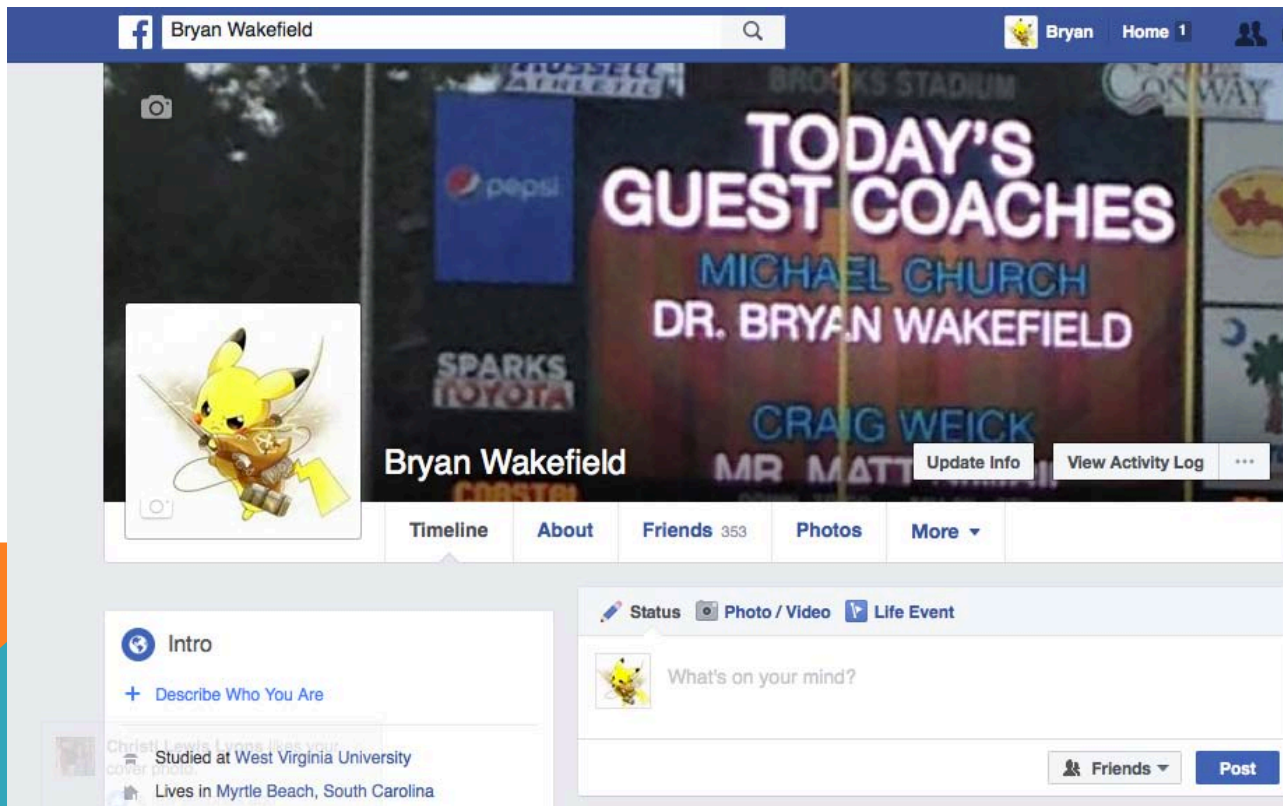 Bryan Wakefield
Bryan Home 1
RUSSELL
ATHLETIC
BROOKS STADIUM
CONWAY
pepsi
TODAY'S
GUEST COACHES
MICHAEL CHURCH
DR. BRYAN WAKEFIELD
SPARKS
TOYOTA
CRAIG WEICK
MR MATT
COASTAL
Bryan Wakefield
Update Info
View Activity Log
Timeline About Friends 353 Photos More
Status Photo / Video Life Event
What's on your mind?
Friends Post
Intro
+ Describe Who You Are
Christi Lewis Lyons likes your
cover photo.
Studied at West Virginia University
Lives in Myrtle Beach, South Carolina